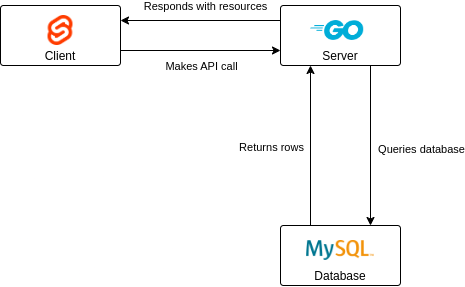 Responds with resources
GO
Client
Server
Makes API call
Returns rows
Queries database
MySQL
Database